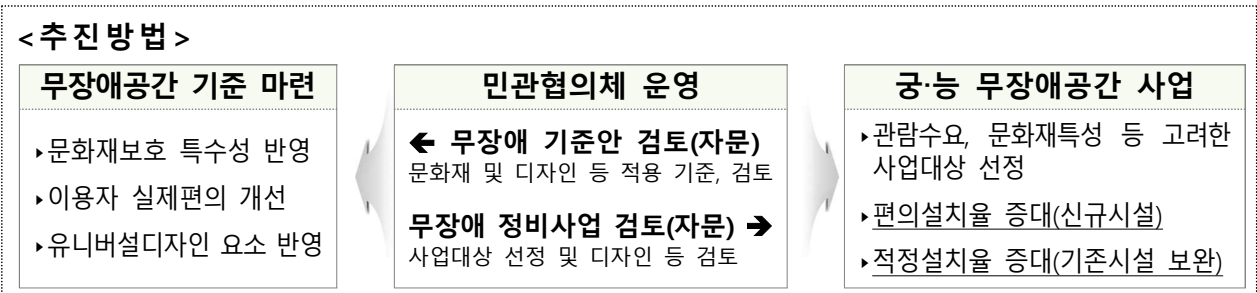 <추진방법>
무장애공간 기준 마련
▸문화재보호 특수성 반영
▸이용자 실제편의 개선
▸유니버설디자인 요소 반영
민관협의체 운영
🡸 무장애 기준안 검토(자문)
문화재 및 디자인 등 적용 기준, 검토
무장애 정비사업 검토(자문) 🡺
사업대상 선정 및 디자인 등 검토
궁·능 무장애공간 사업
▸관람수요, 문화재특성 등 고려한
사업대상 선정
▸편의설치율 증대(신규시설)
▸적정설치율 증대(기존시설 보완)